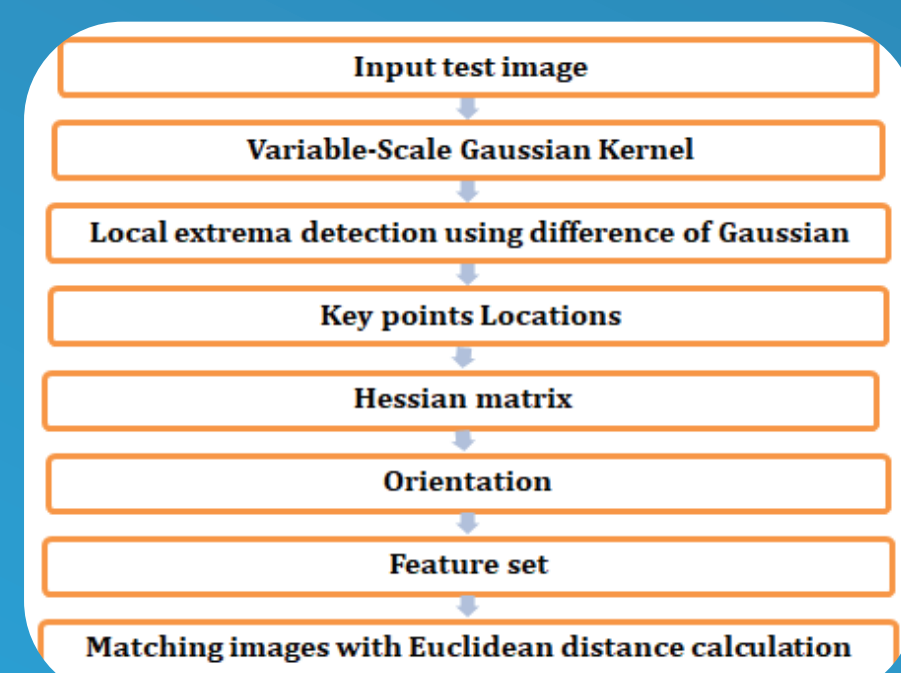 Input test image
Variable-Scale Gaussian Kernel
Local extrema detection using difference of Gaussian
Key points Locations
Hessian matrix
Orientation
Feature set
Matching images with Euclidean distance calculation